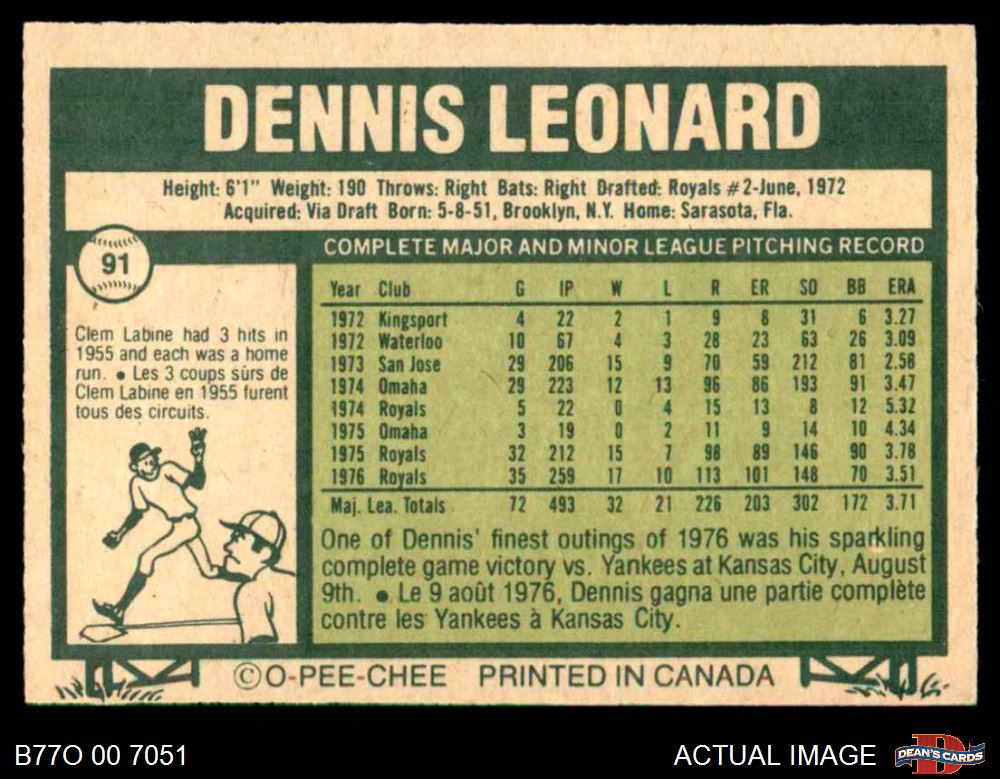 DENNIS LEONARD
Height: 6'1" Weight: 190 Throws: Right Bats: Right Drafted: Royals #2-June, 1972
Acquired: Via Draft Born: 5-8-51, Brooklyn, N.Y. Home: Sarasota, Fla.
91
Clem Labine had 3 hits in
1955 and each was a home
run. ● Les 3 coups sûrs de
Clem Labine en 1955 furent
tous des circuits.
COMPLETE MAJOR AND MINOR LEAGUE PITCHING RECORD
Year Club G IP W L R ER SO BB ERA
1972 Kingsport 4 22 2 1 9 8 31 6 3.27
1972 Waterloo 10 67 4 3 28 23 63 26 3.09
1973 San Jose 29 206 15 9 70 59 212 81 2.58
1974 Omaha 29 223 12 13 96 86 193 91 3.47
1974 Royals 5 22 0 4 15 13 8 12 5.32
1975 Omaha 3 19 0 2 11 9 14 10 4.34
1975 Royals 32 212 15 7 98 89 146 90 3.78
1976 Royals 35 259 17 10 113 101 148 70 3.51
Maj. Lea. Totals 72 493 32 21 226 203 302 172 3.71
One of Dennis' finest outings of 1976 was his sparkling
complete game victory vs. Yankees at Kansas City, August
9th. ● Le 9 août 1976, Dennis gagna une partie complète
contre les Yankees à Kansas City.
©O-PEE-CHEE PRINTED IN CANADA
B77O 00 7051
ACTUAL IMAGE
D
DEAN'S CARDS